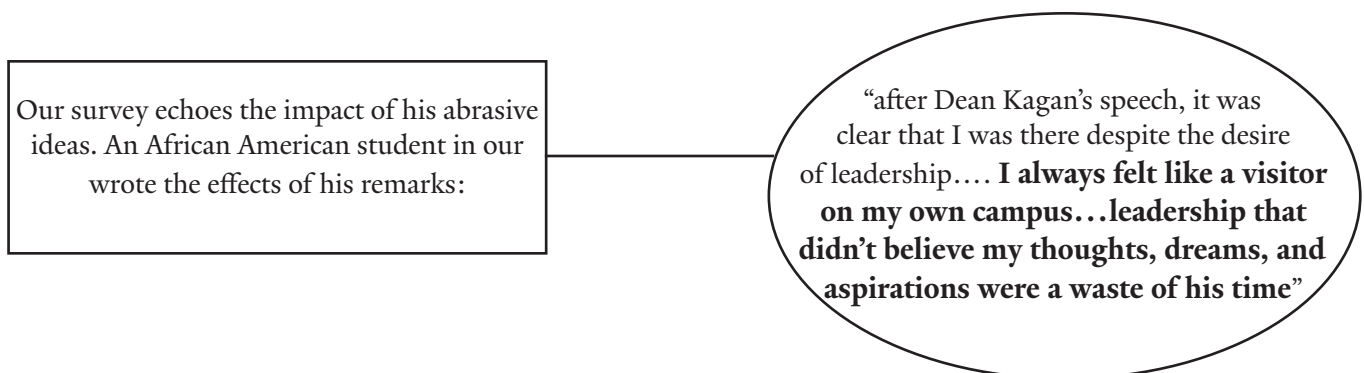 Our survey echoes the impact of his abrasive
ideas. An African American student in our
wrote the effects of his remarks:
“after Dean Kagan’s speech, it was
clear that I was there despite the desire
of leadership…. I always felt like a visitor
on my own campus…leadership that
didn’t believe my thoughts, dreams, and
aspirations were a waste of his time”